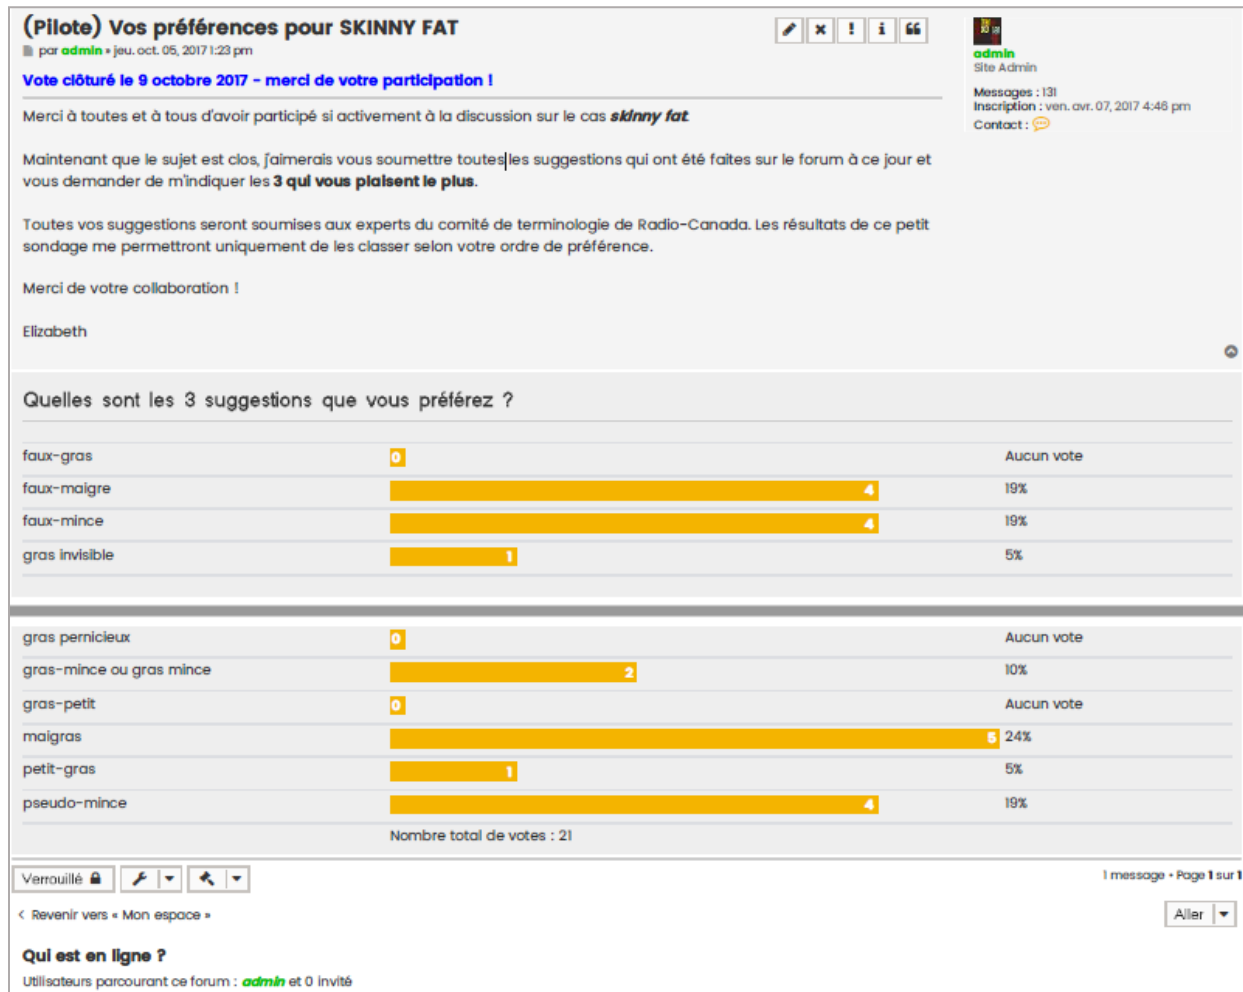 (Pilote) Vos préférences pour SKINNY FAT
par admin » jeu. oct. 05, 2017 1:23 pm
Vote clôturé le 9 octobre 2017 - merci de votre participation !
Merci à toutes et à tous d'avoir participé si activement à la discussion sur le cas skinny fat.
Maintenant que le sujet est clos, j'aimerais vous soumettre toutes les suggestions qui ont été faites sur le forum à ce jour et
vous demander de m'indiquer les 3 qui vous plaisent le plus.
Toutes vos suggestions seront soumises aux experts du comité de terminologie de Radio-Canada. Les résultats de ce petit
sondage me permettront uniquement de les classer selon votre ordre de préférence.
Merci de votre collaboration !
Elizabeth
admin
Site Admin
Messages : 131
Inscription : ven. avr. 07, 2017 4:46 pm
Contact :
Quelles sont les 3 suggestions que vous préférez ?
faux-gras 0 Aucun vote
faux-maigre 4 19%
faux-mince 4 19%
gras invisible 1 5%
gras pernicieux 0 Aucun vote
gras-mince ou gras mince 2 10%
gras-petit 0 Aucun vote
maigras 5 24%
petit-gras 1 5%
pseudo-mince 4 19%
Nombre total de votes : 21
Verrouillé
1 message • Page 1 sur 1
< Revenir vers « Mon espace »
Aller
Qui est en ligne ?
Utilisateurs parcourant ce forum : admin et 0 invité